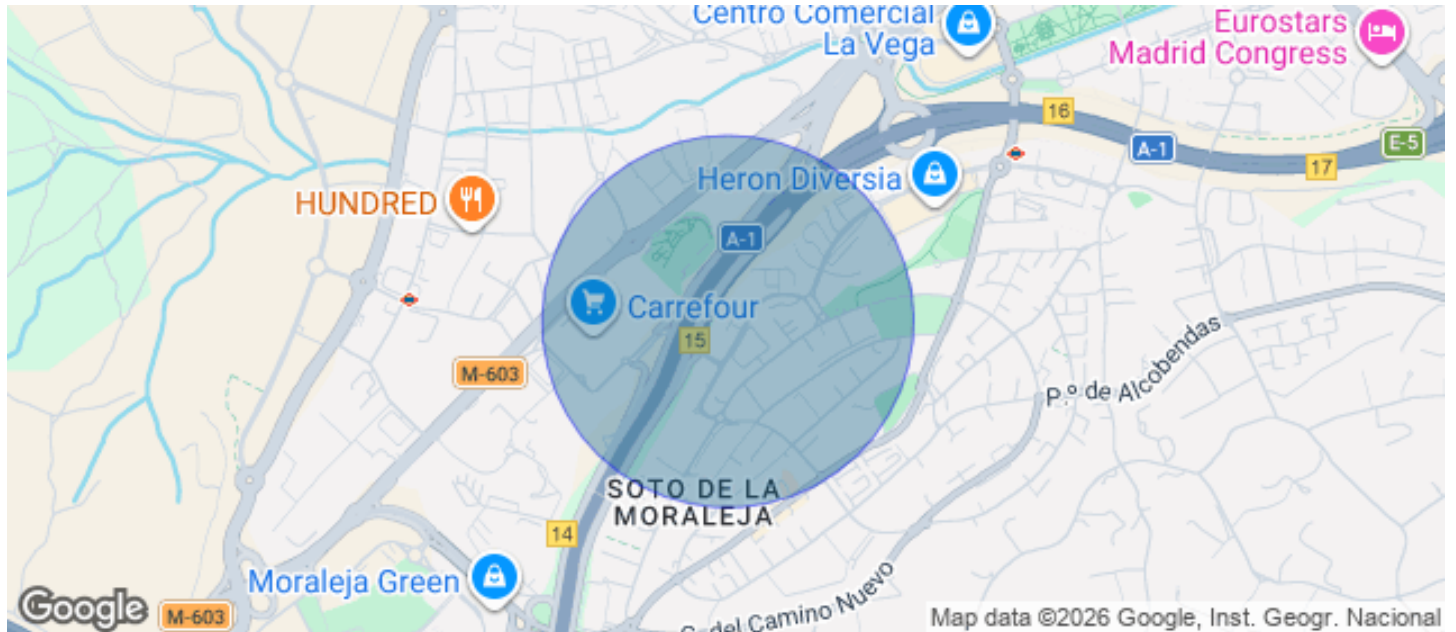 Centro Comercial
La Vega
Eurostars
Madrid Congress
16
A-1
E-5
17
Heron Diversia
HUNDRED
A-1
Carrefour
15
M-603
P.º de Alcobendas
SOTO DE LA
MORALEJA
14
Moraleja Green
C. del Camino Nuevo
Google
M-603
Map data ©2026 Google, Inst. Geogr. Nacional